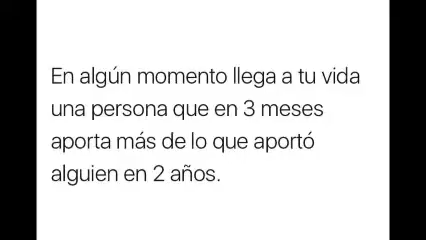 En algún momento llega a tu vida
una persona que en 3 meses
aporta más de lo que aportó
alguien en 2 años.